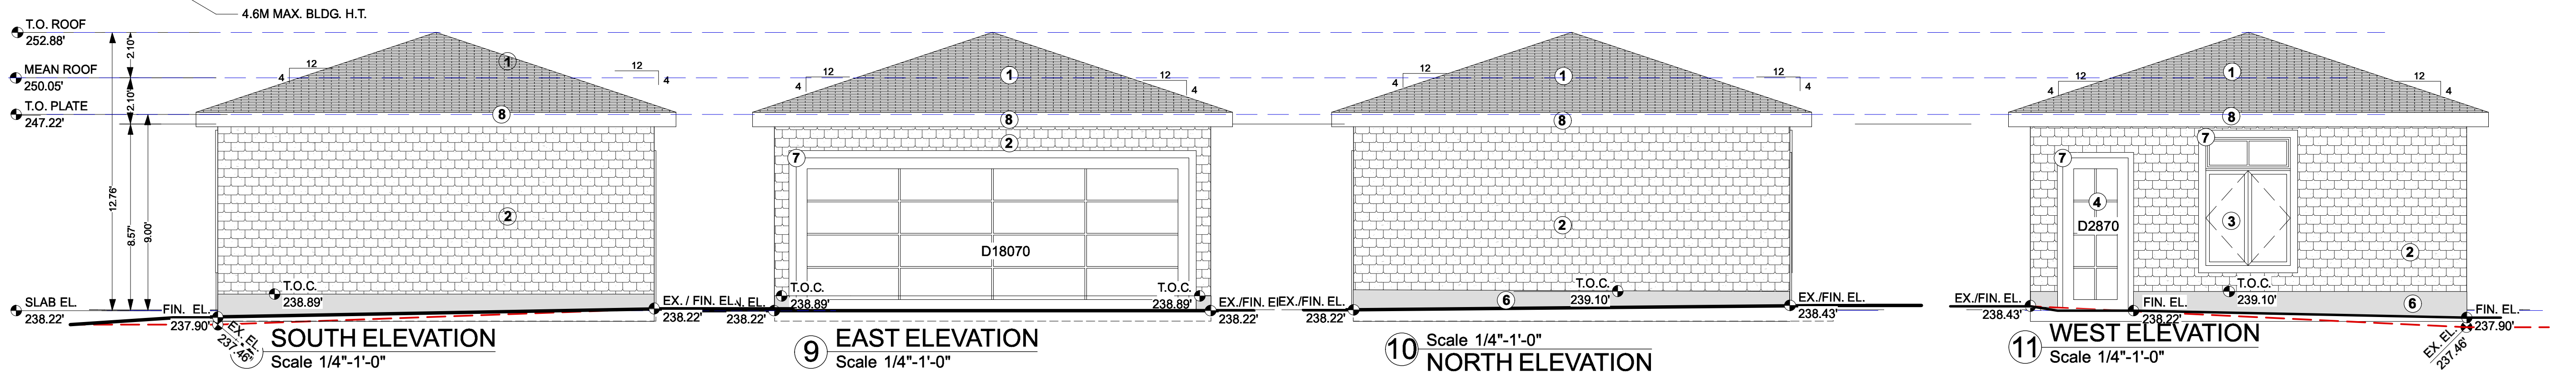 4.6M MAX. BLDG. H.T.
T.O. ROOF
252.88'
MEAN ROOF
250.05'
T.O. PLATE
247.22'
SLAB EL.
238.22'
2.10'
2.10'
12.76'
8.57'
9.00'
12
4
12
4
1
8
2
T.O.C.
238.89'
FIN. EL.
237.90'
EX. EL.
237.46'
EX. / FIN. EL.
238.22'
SOUTH ELEVATION
Scale 1/4"-1'-0"
12
4
12
4
1
8
2
7
D18070
T.O.C.
238.89'
T.O.C.
238.89'
EL.
238.22'
EX./FIN. EL.
238.22'
9
EAST ELEVATION
Scale 1/4"-1'-0"
12
4
12
4
1
8
2
T.O.C.
239.10'
6
EX./FIN. EL.
238.22'
EX./FIN. EL.
238.43'
10
Scale 1/4"-1'-0"
NORTH ELEVATION
12
4
12
4
1
8
7
7
4
D2870
3
2
T.O.C.
239.10'
6
EX./FIN. EL.
238.43'
FIN. EL.
238.22'
FIN. EL.
237.90'
EX. EL.
237.46'
11
WEST ELEVATION
Scale 1/4"-1'-0"